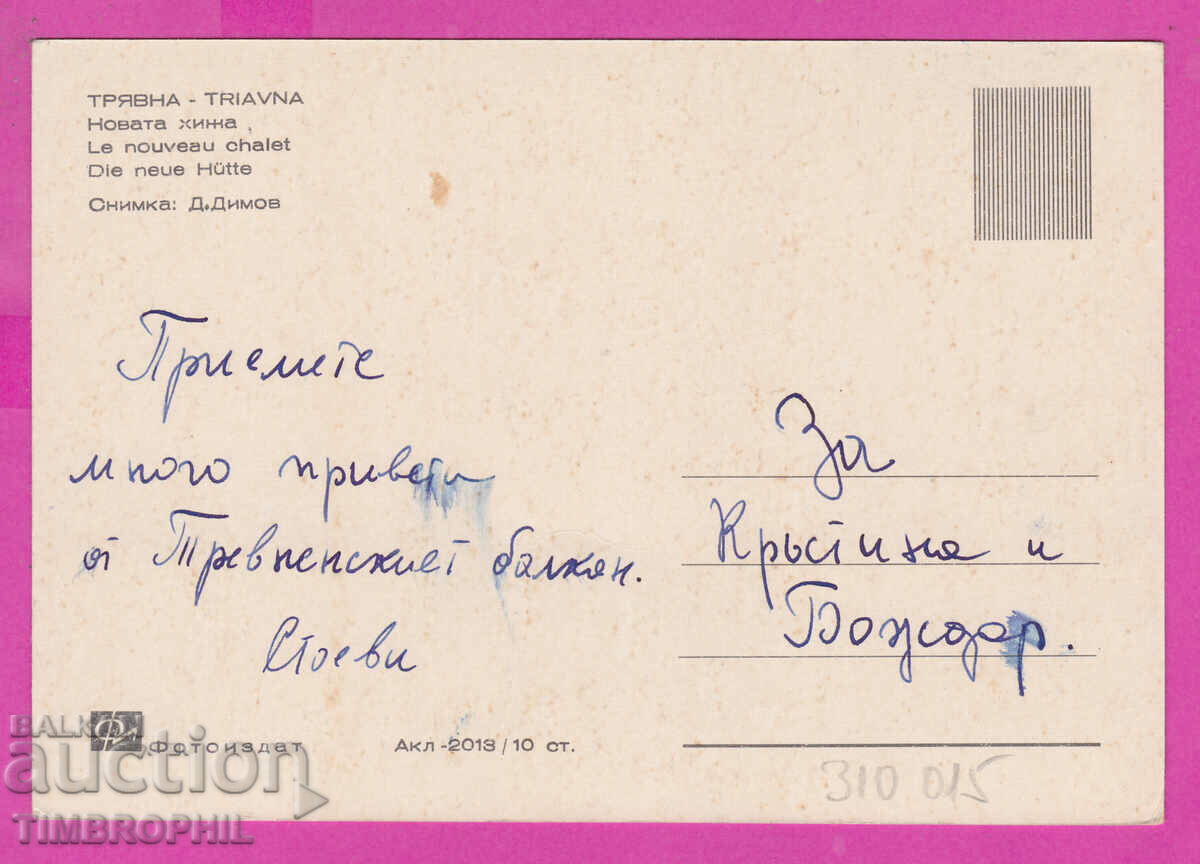 ТРЯВНА - TRIAVNA
Новата хижа
Le nouveau chalet
Die neue Hütte
Снимка: Д.Димов
Приемете
много привети
от Тревненският балкан.
Стоеви
За
Кръстина и
Божидар.
Фотоиздат
Акл-2013/10 ст.
310 015
BALKAN
auction
TIMBROPHIL